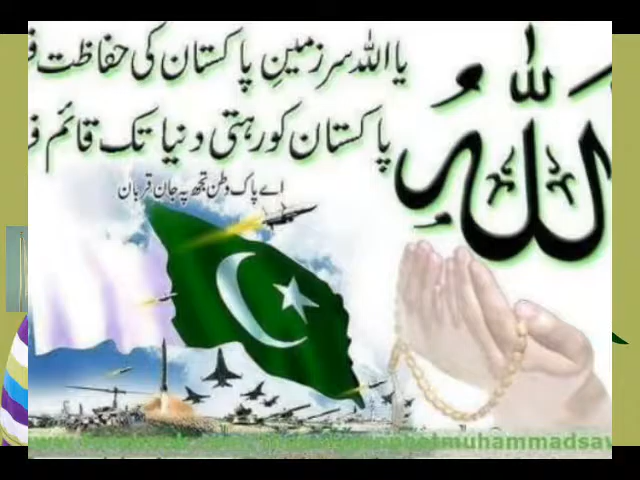 یا اللہ سرزمینِ پاکستان کی حفاظت
پاکستان کو رہتی دنیا تک قائم
اے پاک وطن تجھ پہ جان قربان
اللہ